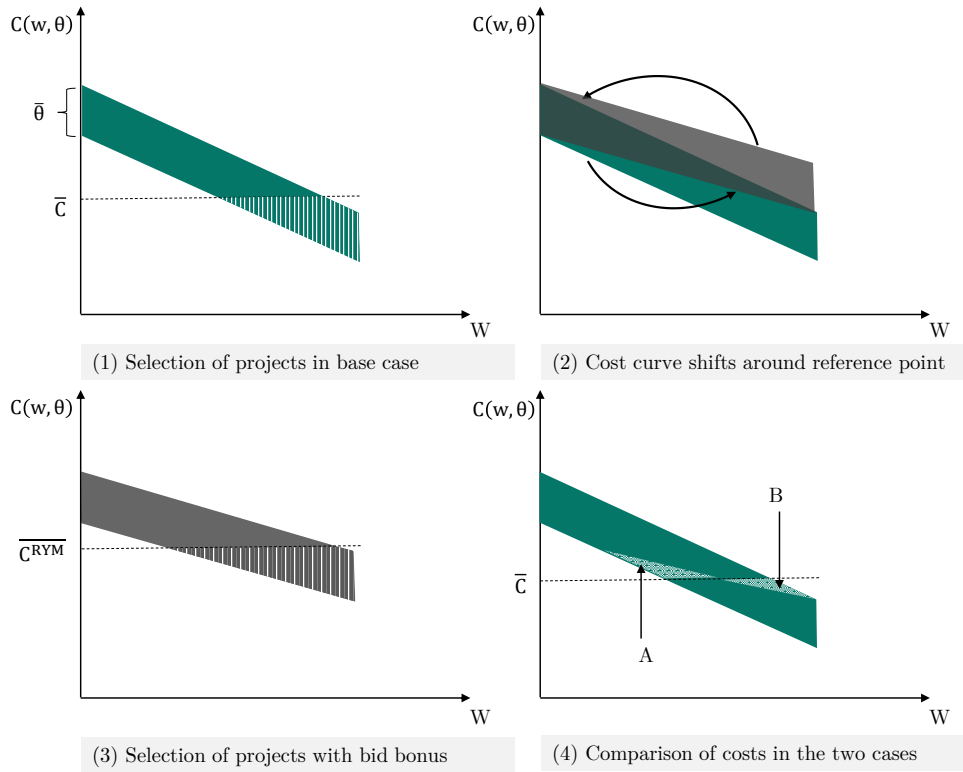 C(w, θ)
θ̅
C̅
W
(1) Selection of projects in base case
C(w, θ)
W
(2) Cost curve shifts around reference point
C(w, θ)
C̅ᴿ̅ʸ̅ᴹ̅
W
(3) Selection of projects with bid bonus
C(w, θ)
B
C̅
A
W
(4) Comparison of costs in the two cases